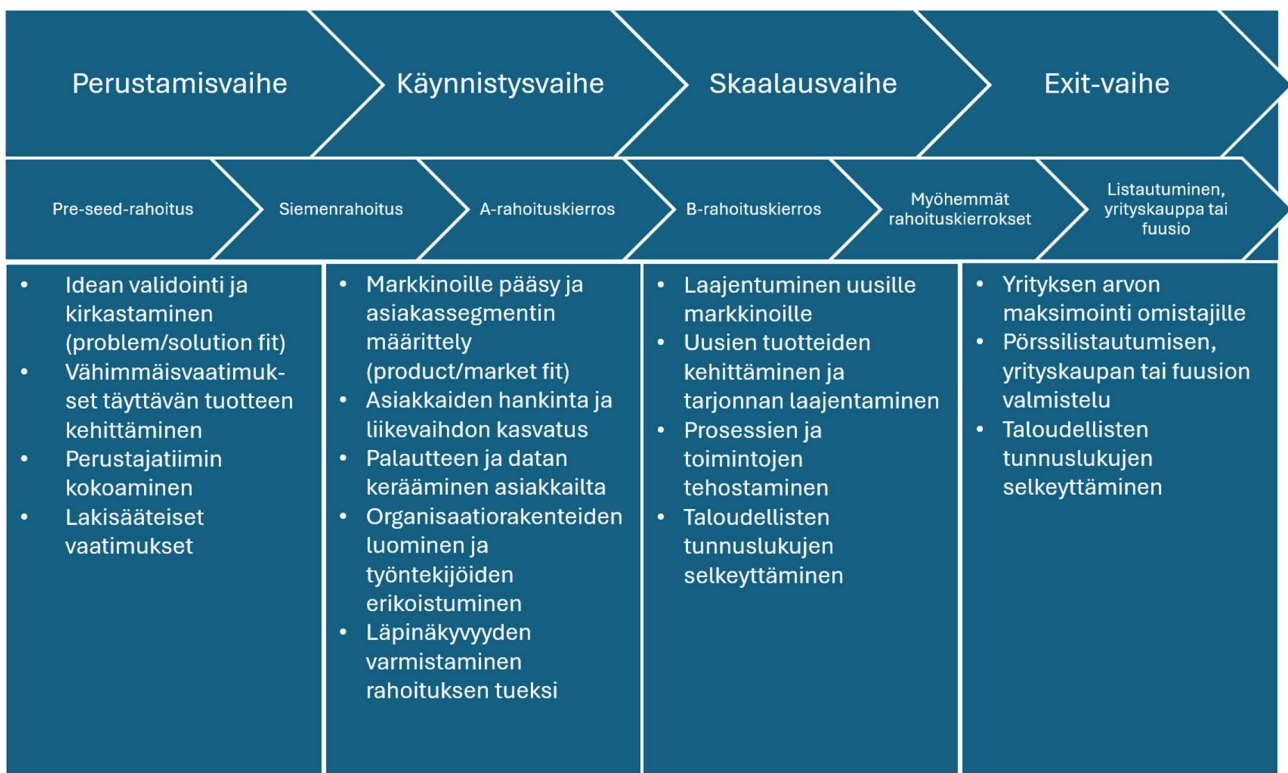 Perustamisvaihe
Käynnistysvaihe
Skaalausvaihe
Exit-vaihe
Pre-seed-rahoitus
Siemenrahoitus
A-rahoituskierros
B-rahoituskierros
Myöhemmät
rahoituskierrokset
Listautuminen,
yrityskauppa tai
fuusio
• Idean validointi ja
kirkastaminen
(problem/solution fit)
• Vähimmäisvaatimuk-
set täyttävän tuotteen
kehittäminen
• Perustajatiimin
kokoaminen
• Lakisääteiset
vaatimukset
• Markkinoille pääsy ja
asiakassegmentin
määrittely
(product/market fit)
• Asiakkaiden hankinta ja
liikevaihdon kasvatus
• Palautteen ja datan
kerääminen asiakkailta
• Organisaatiorakenteiden
luominen ja
työntekijöiden
erikoistuminen
• Läpinäkyvyyden
varmistaminen
rahoituksen tueksi
• Laajentuminen uusille
markkinoille
• Uusien tuotteiden
kehittäminen ja
tarjonnan laajentaminen
• Prosessien ja
toimintojen
tehostaminen
• Taloudellisten
tunnuslukujen
selkeyttäminen
• Yrityksen arvon
maksimointi omistajille
• Pörssilistautumisen,
yrityskaupan tai fuusion
valmistelu
• Taloudellisten
tunnuslukujen
selkeyttäminen